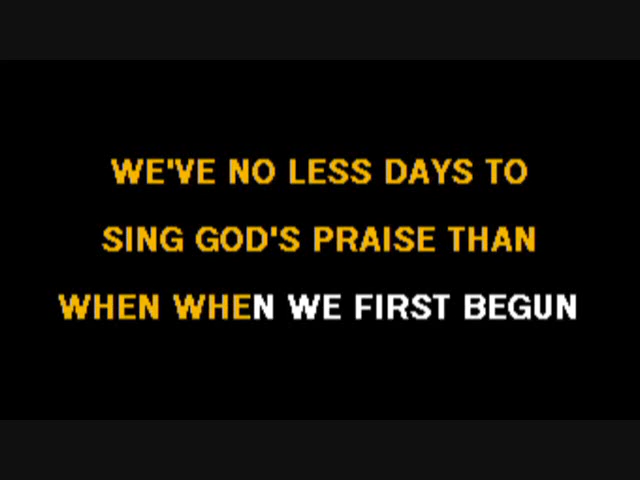 WE'VE NO LESS DAYS TO
SING GOD'S PRAISE THAN
WHEN WHEN WE FIRST BEGUN